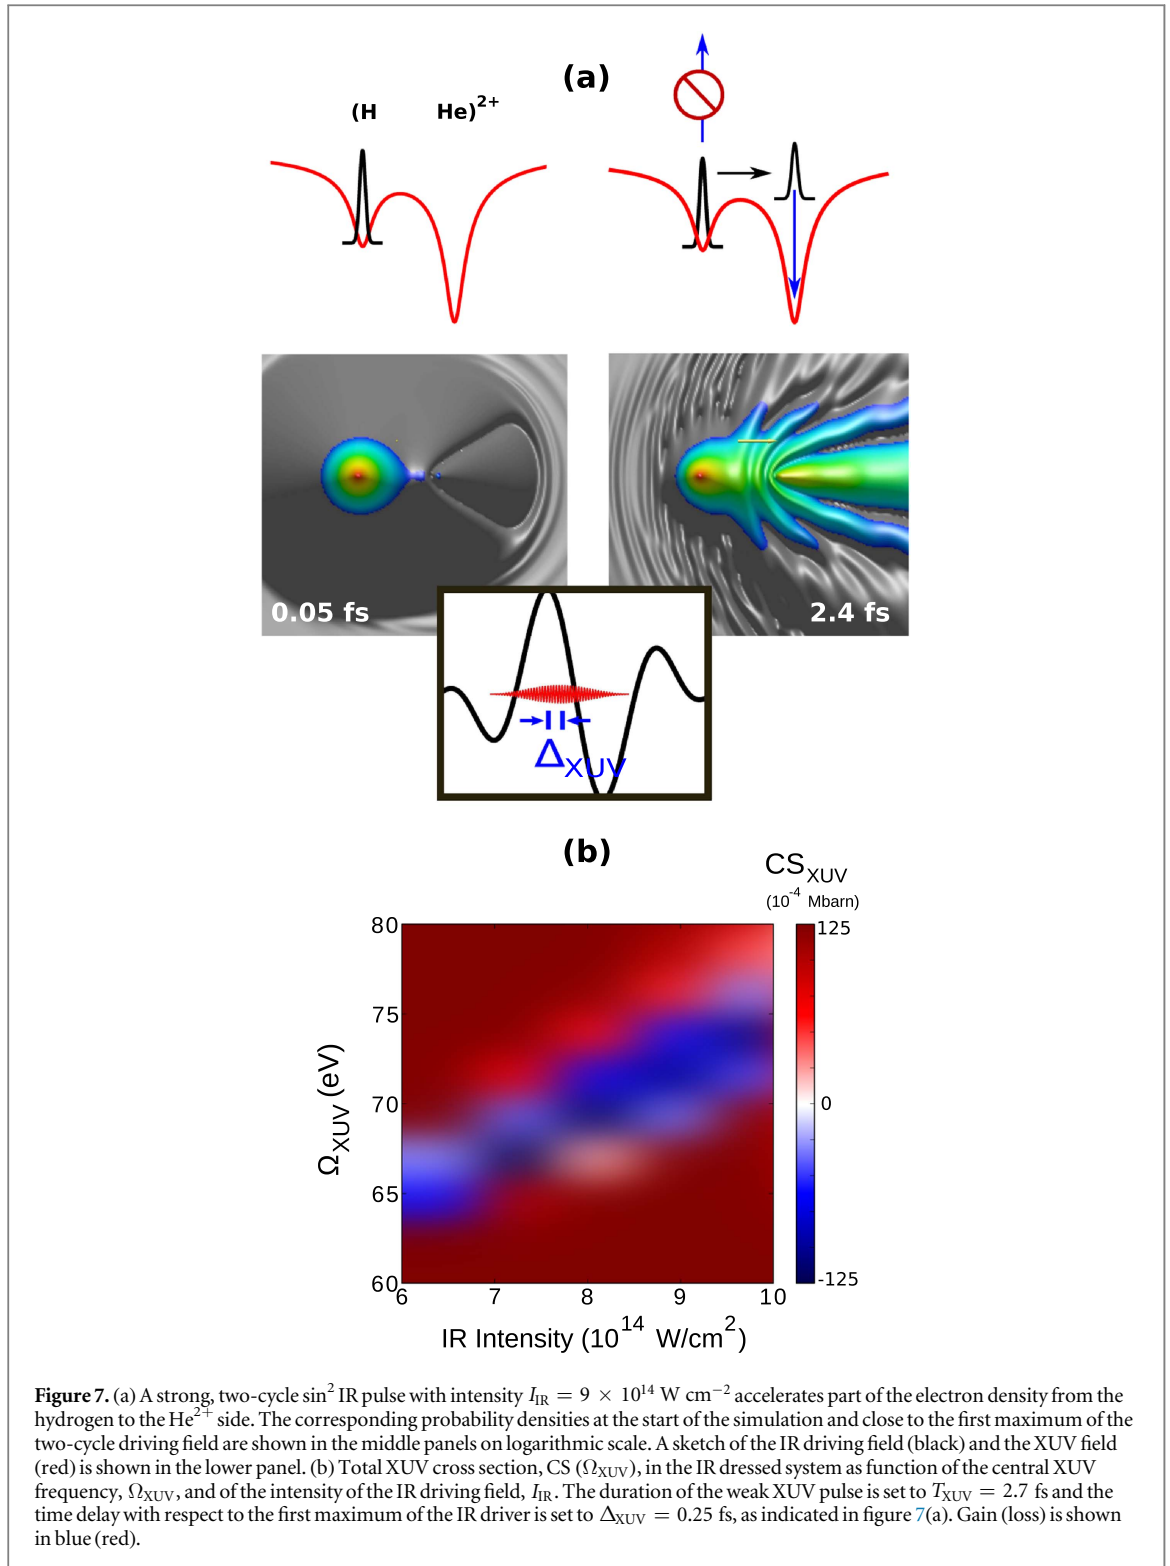 (a)
(H He)2+
0.05 fs
2.4 fs
ΔXUV
(b)
CSXUV
(10-4 Mbarn)
125
0
-125
80
75
70
65
60
ΩXUV (eV)
6 7 8 9 10
IR Intensity (10^14 W/cm^2)
Figure 7. (a) A strong, two-cycle sin² IR pulse with intensity IIR = 9 × 10¹⁴ W cm⁻² accelerates part of the electron density from the
hydrogen to the He²⁺ side. The corresponding probability densities at the start of the simulation and close to the first maximum of the
two-cycle driving field are shown in the middle panels on logarithmic scale. A sketch of the IR driving field (black) and the XUV field
(red) is shown in the lower panel. (b) Total XUV cross section, CS (ΩXUV), in the IR dressed system as function of the central XUV
frequency, ΩXUV, and of the intensity of the IR driving field, IIR. The duration of the weak XUV pulse is set to TXUV = 2.7 fs and the
time delay with respect to the first maximum of the IR driver is set to ΔXUV = 0.25 fs, as indicated in figure 7(a). Gain (loss) is shown
in blue (red).